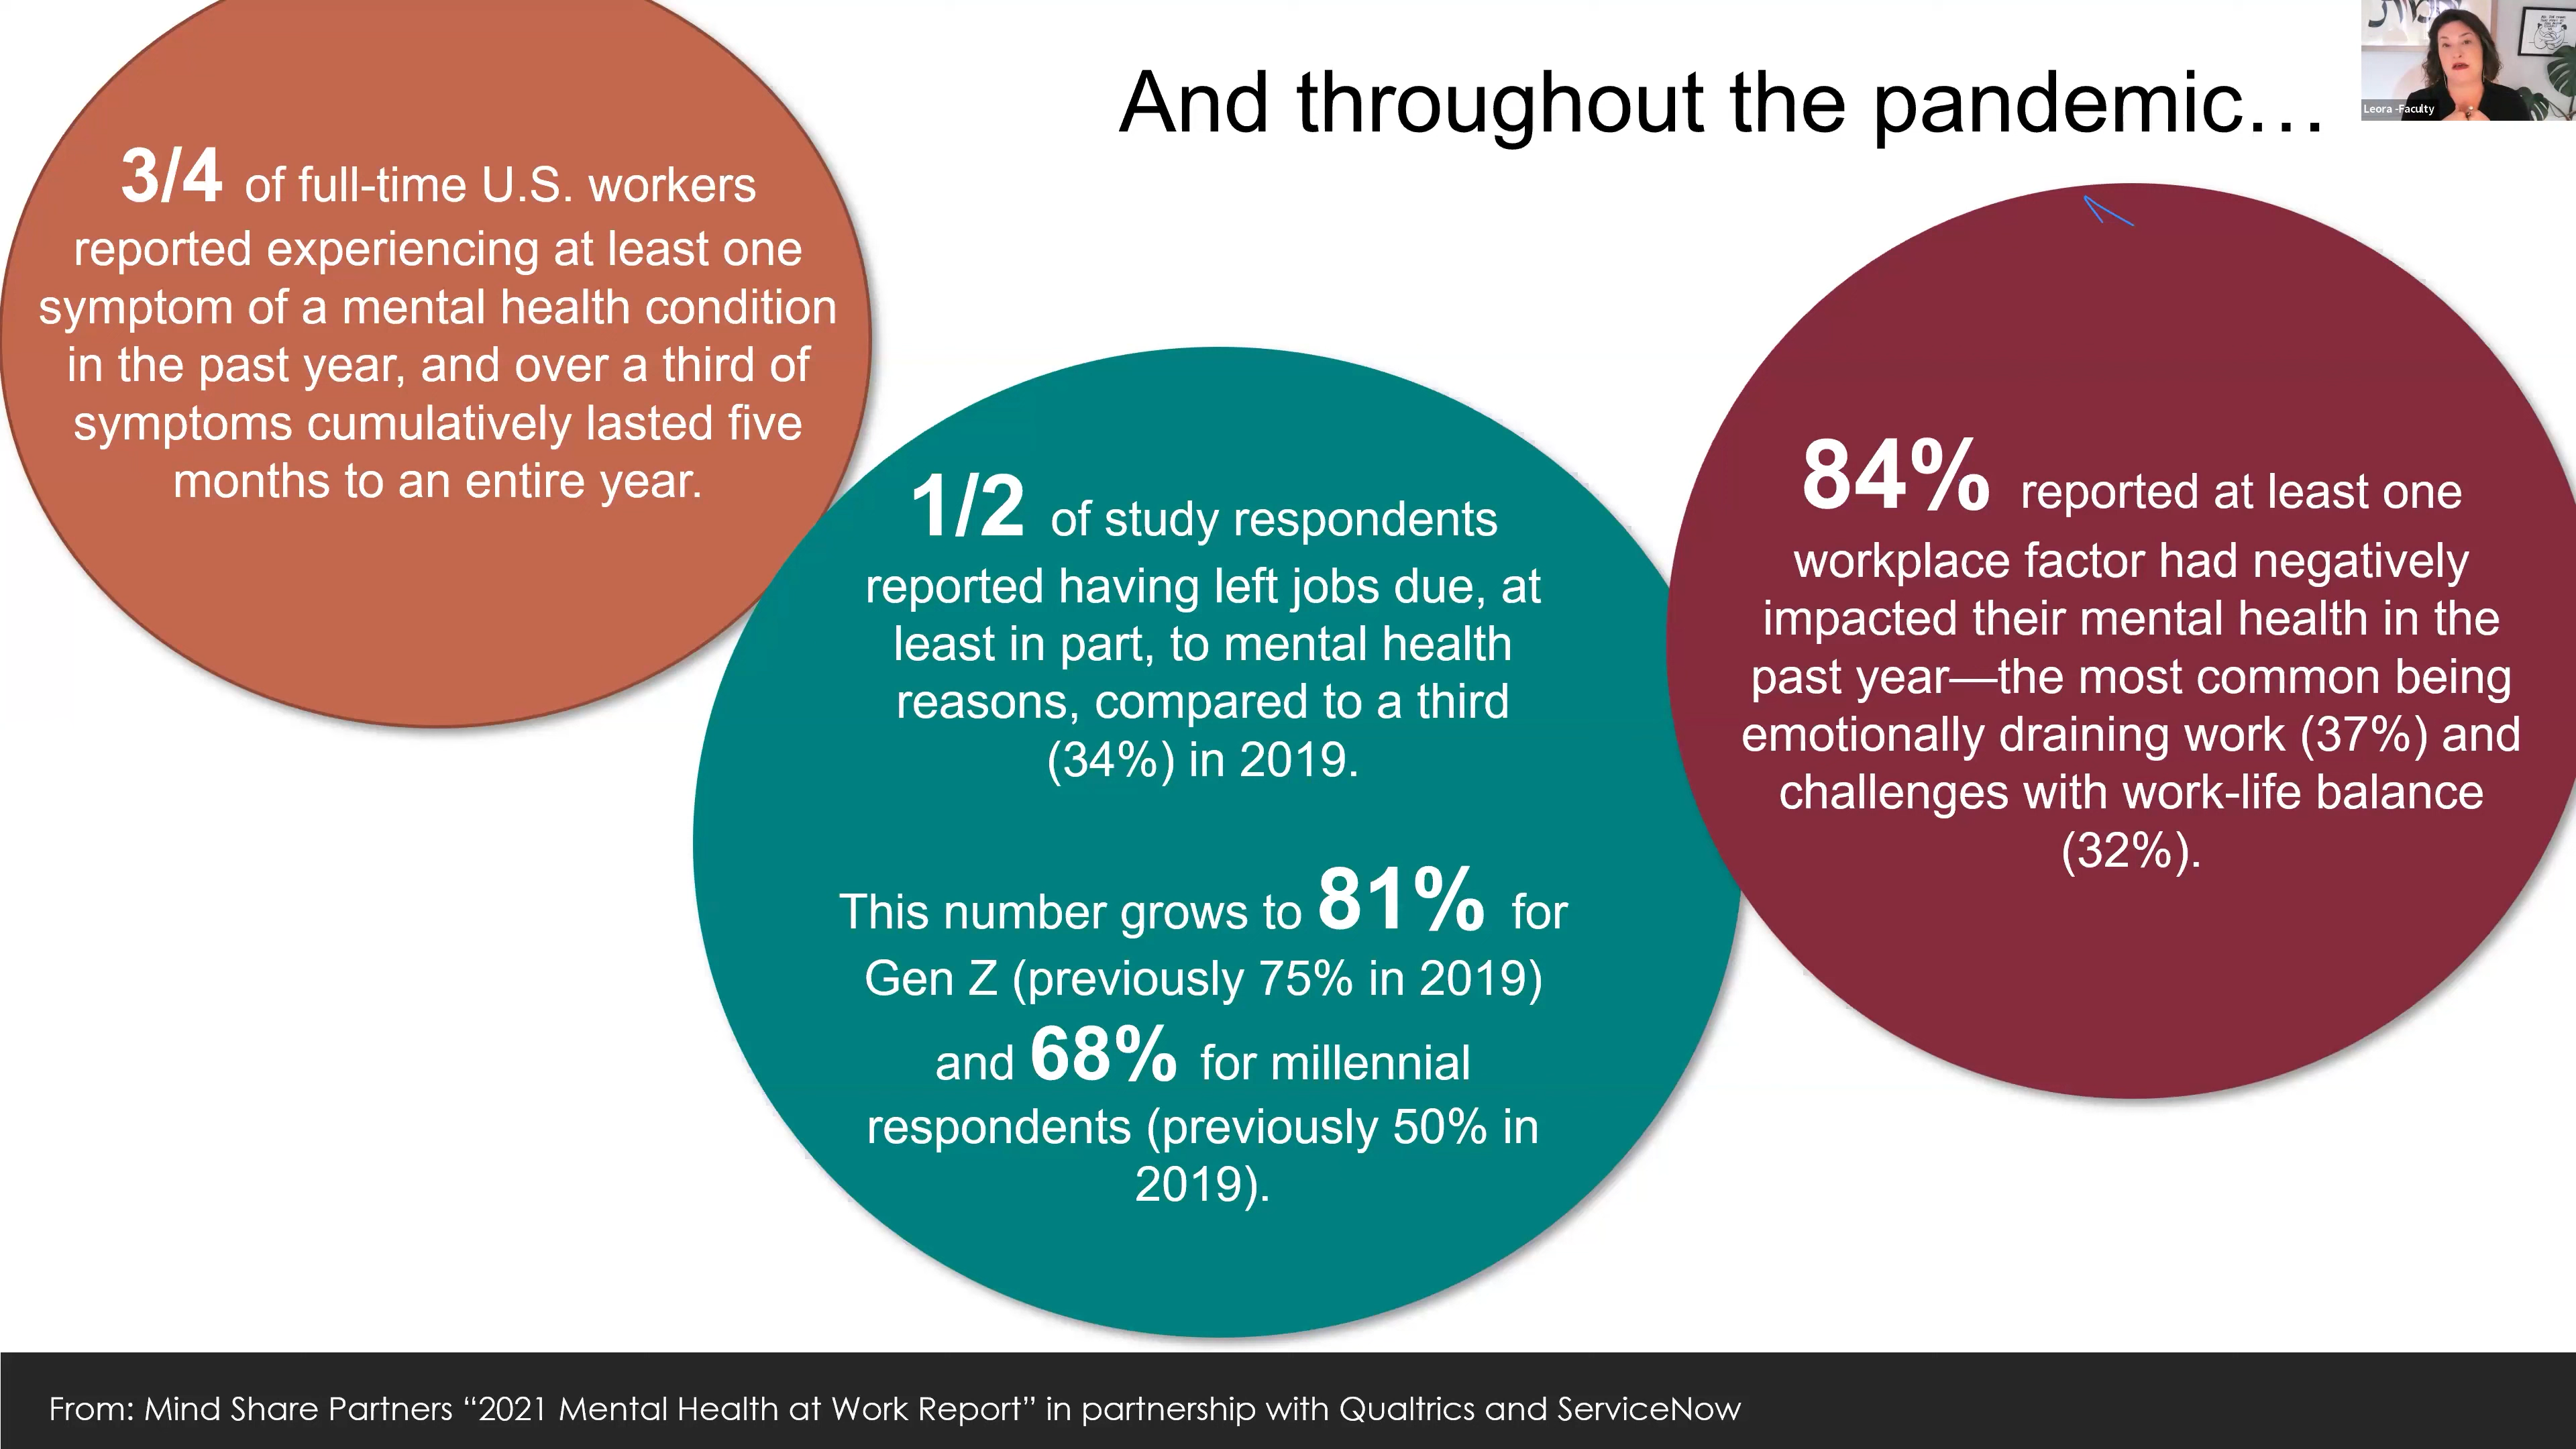 And throughout the pandemic…
Leora -Faculty
3/4 of full-time U.S. workers
reported experiencing at least one
symptom of a mental health condition
in the past year, and over a third of
symptoms cumulatively lasted five
months to an entire year.
1/2 of study respondents
reported having left jobs due, at
least in part, to mental health
reasons, compared to a third
(34%) in 2019.
This number grows to 81% for
Gen Z (previously 75% in 2019)
and 68% for millennial
respondents (previously 50% in
2019).
84% reported at least one
workplace factor had negatively
impacted their mental health in the
past year—the most common being
emotionally draining work (37%) and
challenges with work-life balance
(32%).
From: Mind Share Partners “2021 Mental Health at Work Report” in partnership with Qualtrics and ServiceNow